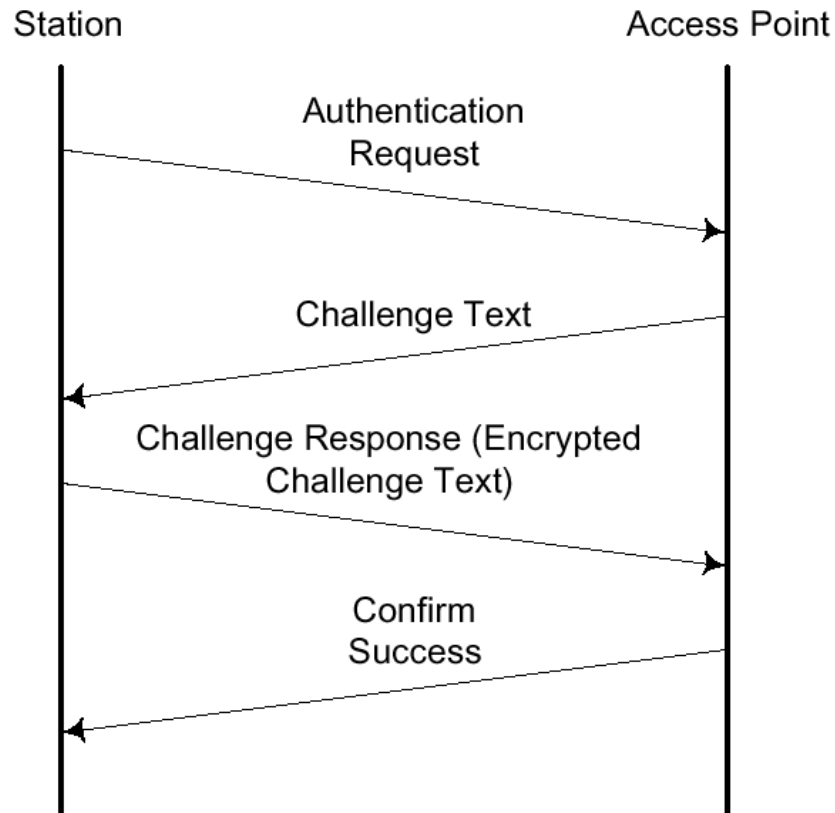 Station
Access Point
Authentication
Request
Challenge Text
Challenge Response (Encrypted
Challenge Text)
Confirm
Success